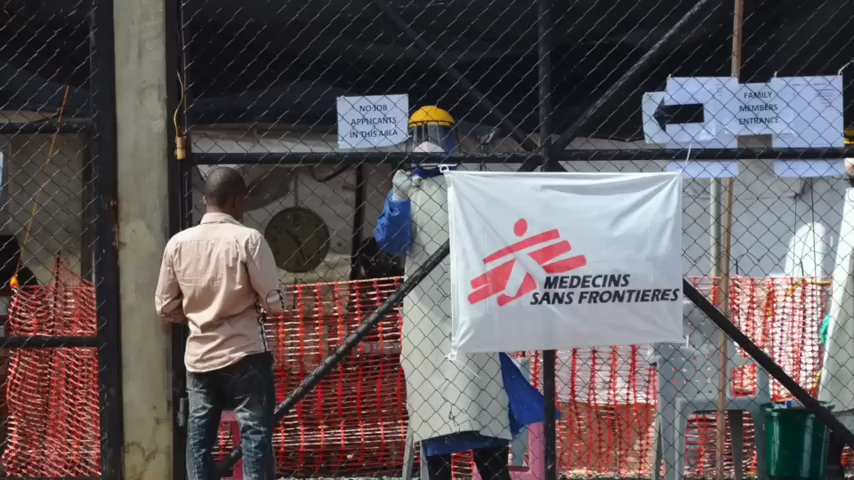 NO JOB
APPLICANTS
IN THIS AREA
FAMILY
MEMBERS
ENTRANCE
MEDECINS
SANS FRONTIERES